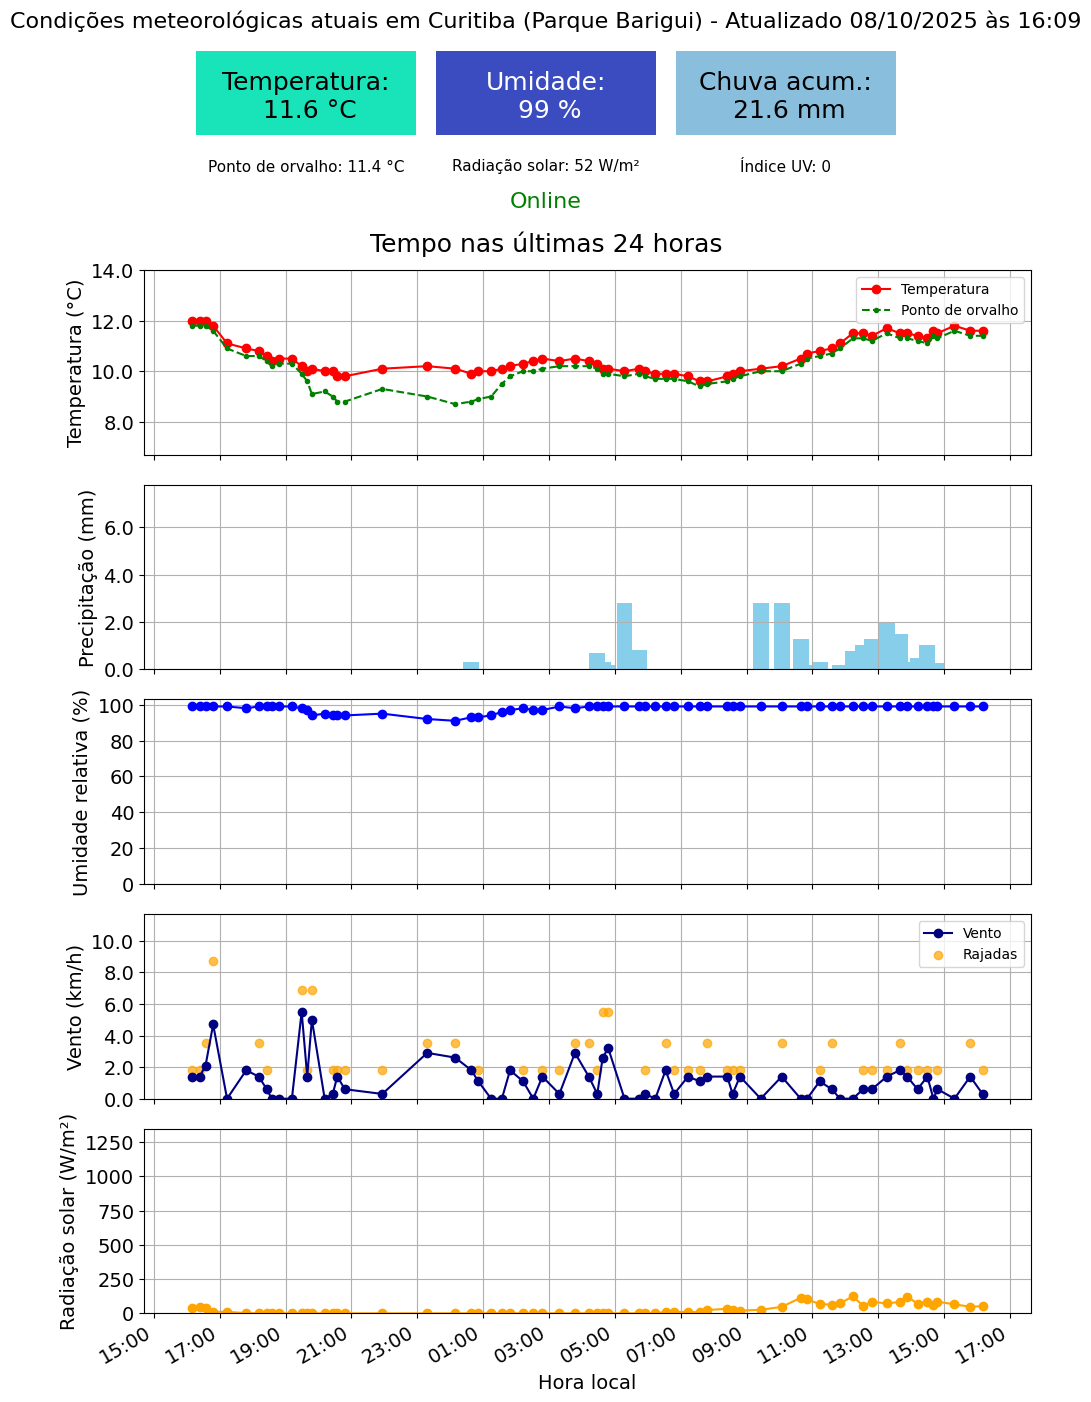 Condições meteorológicas atuais em Curitiba (Parque Barigui) - Atualizado 08/10/2025 às 16:09
Temperatura:
11.6 °C
Umidade:
99 %
Chuva acum.:
21.6 mm
Ponto de orvalho: 11.4 °C
Radiação solar: 52 W/m²
Índice UV: 0
Online
Tempo nas últimas 24 horas
Temperatura (°C)
14.0
12.0
10.0
8.0
Temperatura
Ponto de orvalho
Precipitação (mm)
6.0
4.0
2.0
0.0
Umidade relativa (%)
100
80
60
40
20
0
Vento (km/h)
10.0
8.0
6.0
4.0
2.0
0.0
Vento
Rajadas
Radiação solar (W/m²)
1250
1000
750
500
250
0
15:00
17:00
19:00
21:00
23:00
01:00
03:00
05:00
07:00
09:00
11:00
13:00
15:00
17:00
Hora local